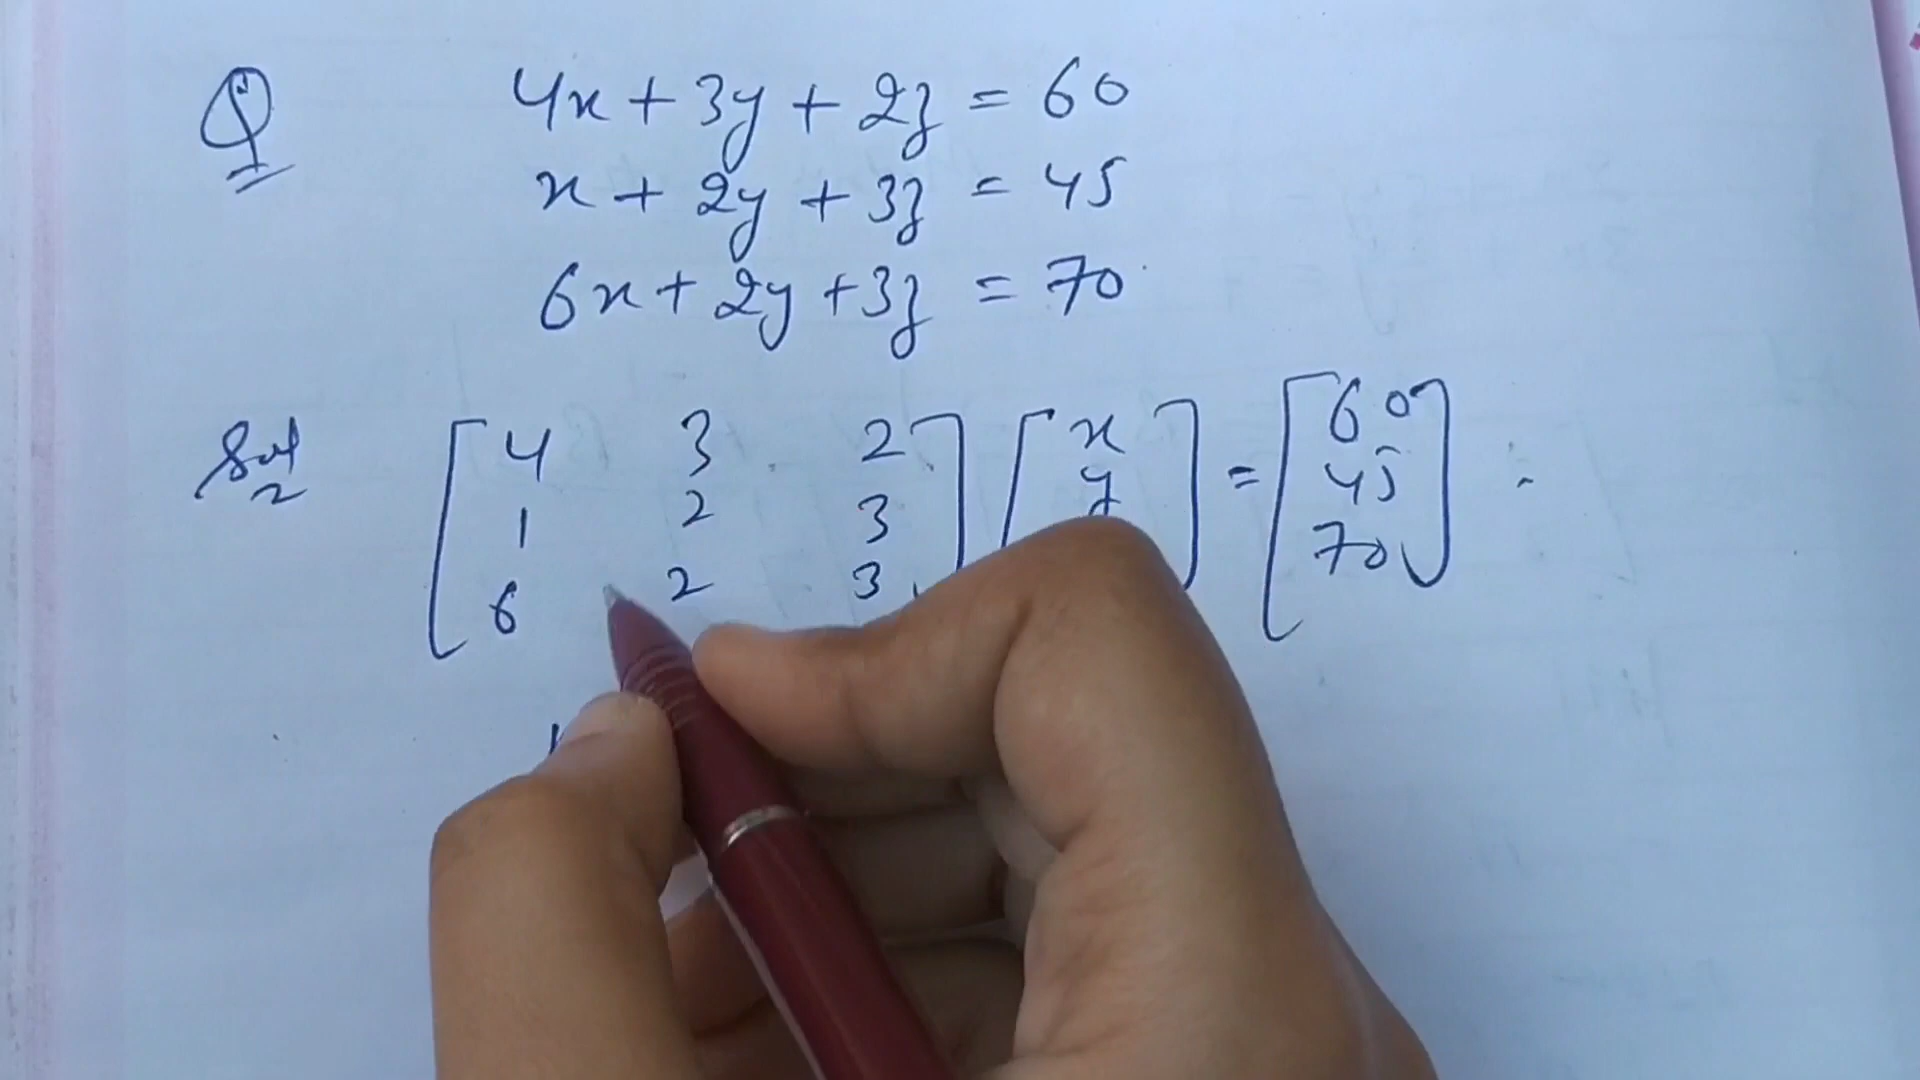 Q 4x + 3y + 2z = 60
x + 2y + 3z = 45
6x + 2y + 3z = 70
Sol [4 3 2] [x] = [60]
[1 2 3] [y] [45]
[6 2 3] [70]